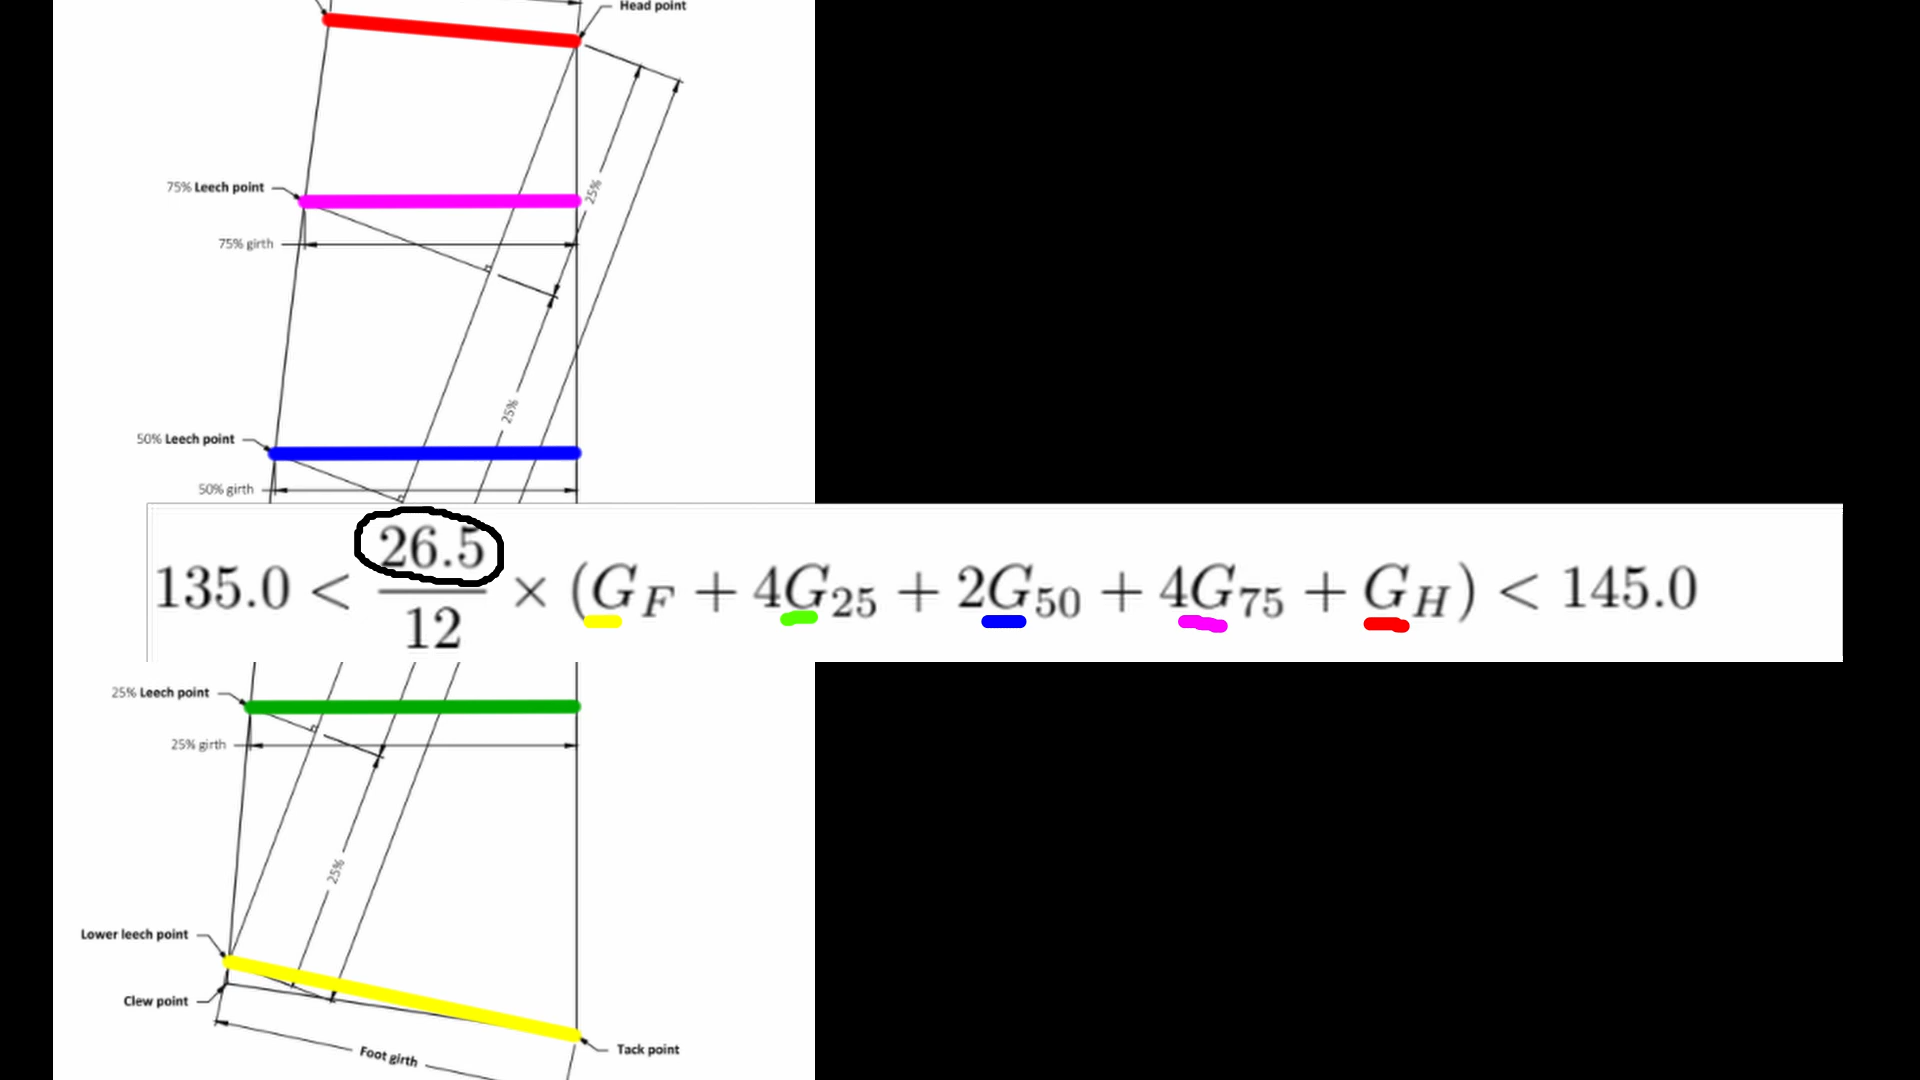 Head point
75% Leech point
25%
75% girth
25%
50% Leech point
50% girth
135.0 < 26.5/12 × (G_F + 4G_25 + 2G_50 + 4G_75 + G_H) < 145.0
25% Leech point
25% girth
25%
Lower leech point
Clew point
Tack point
Foot girth